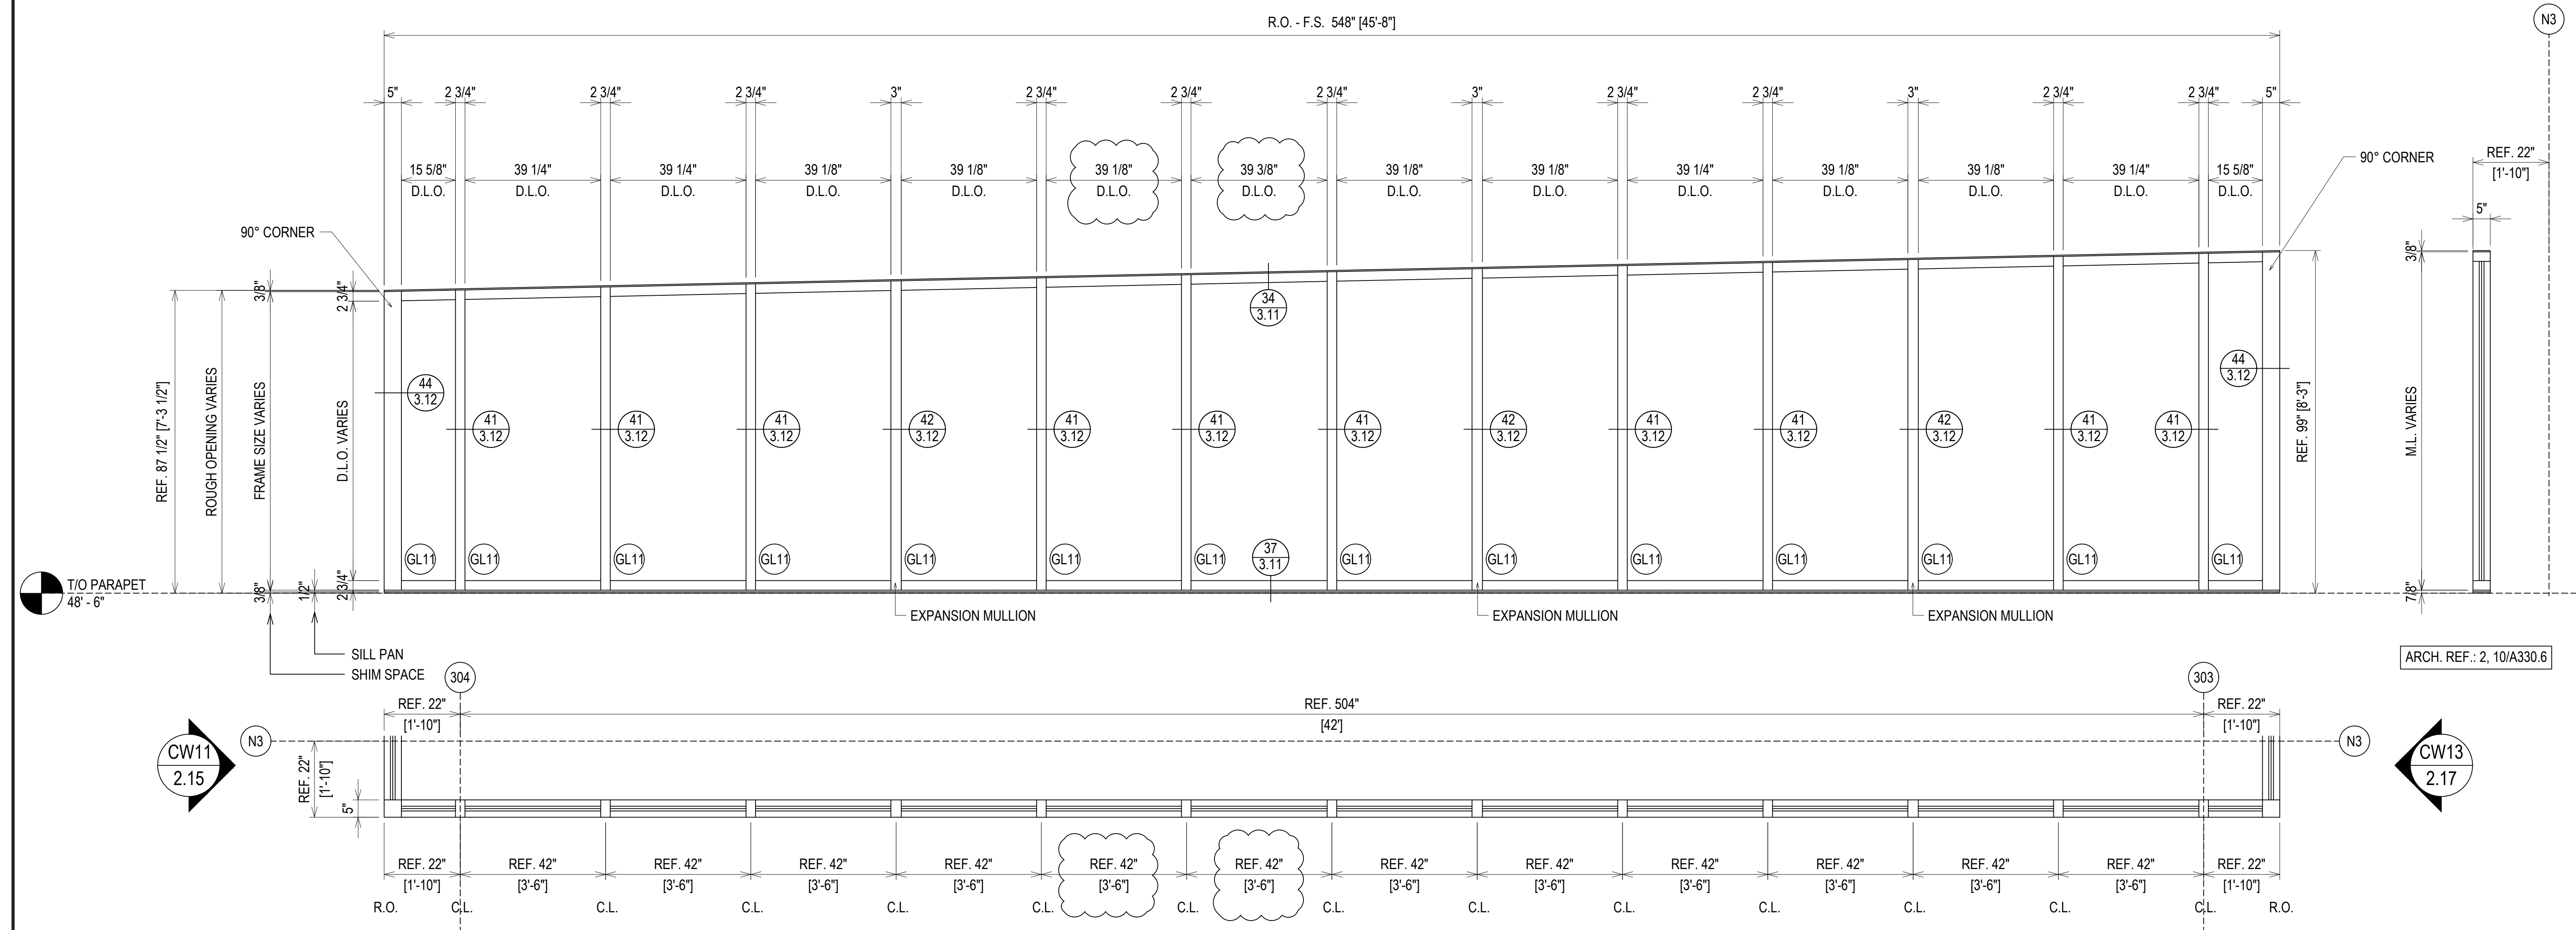 R.O. - F.S. 548" [45'-8"]
N3
5" 2 3/4" 2 3/4" 2 3/4" 3" 2 3/4" 2 3/4" 2 3/4" 3" 2 3/4" 2 3/4" 3" 2 3/4" 2 3/4" 5"
15 5/8" 39 1/4" 39 1/4" 39 1/8" 39 1/8" 39 1/8" 39 3/8" 39 1/8" 39 1/8" 39 1/4" 39 1/8" 39 1/8" 39 1/4" 15 5/8"
D.L.O. D.L.O. D.L.O. D.L.O. D.L.O. D.L.O. D.L.O. D.L.O. D.L.O. D.L.O. D.L.O. D.L.O. D.L.O. D.L.O.
90° CORNER
90° CORNER
REF. 22"
[1'-10"]
5"
REF. 87 1/2" [7'-3 1/2"]
ROUGH OPENING VARIES
3/8"
FRAME SIZE VARIES
3/8"
2 3/4"
D.L.O. VARIES
2 3/4"
1/2"
34
3.11
44
3.12
44
3.12
41 41 41 42 41 41 41 42 41 41 42 41 41
3.12 3.12 3.12 3.12 3.12 3.12 3.12 3.12 3.12 3.12 3.12 3.12 3.12
GL11 GL11 GL11 GL11 GL11 GL11 GL11 GL11 GL11 GL11 GL11 GL11 GL11 GL11
37
3.11
REF. 99" [8'-3"]
3/8"
M.L. VARIES
7/8"
T/O PARAPET
48' - 6"
EXPANSION MULLION EXPANSION MULLION EXPANSION MULLION
SILL PAN
SHIM SPACE
ARCH. REF.: 2, 10/A330.6
304
303
REF. 22" REF. 504" REF. 22"
[1'-10"] [42'] [1'-10"]
CW11
2.15
N3
N3
CW13
2.17
REF. 22"
[1'-10"]
5"
REF. 22" REF. 42" REF. 42" REF. 42" REF. 42" REF. 42" REF. 42" REF. 42" REF. 42" REF. 42" REF. 42" REF. 42" REF. 42" REF. 22"
[1'-10"] [3'-6"] [3'-6"] [3'-6"] [3'-6"] [3'-6"] [3'-6"] [3'-6"] [3'-6"] [3'-6"] [3'-6"] [3'-6"] [3'-6"] [1'-10"]
R.O. C.L. C.L. C.L. C.L. C.L. C.L. C.L. C.L. C.L. C.L. C.L. C.L. C.L. R.O.